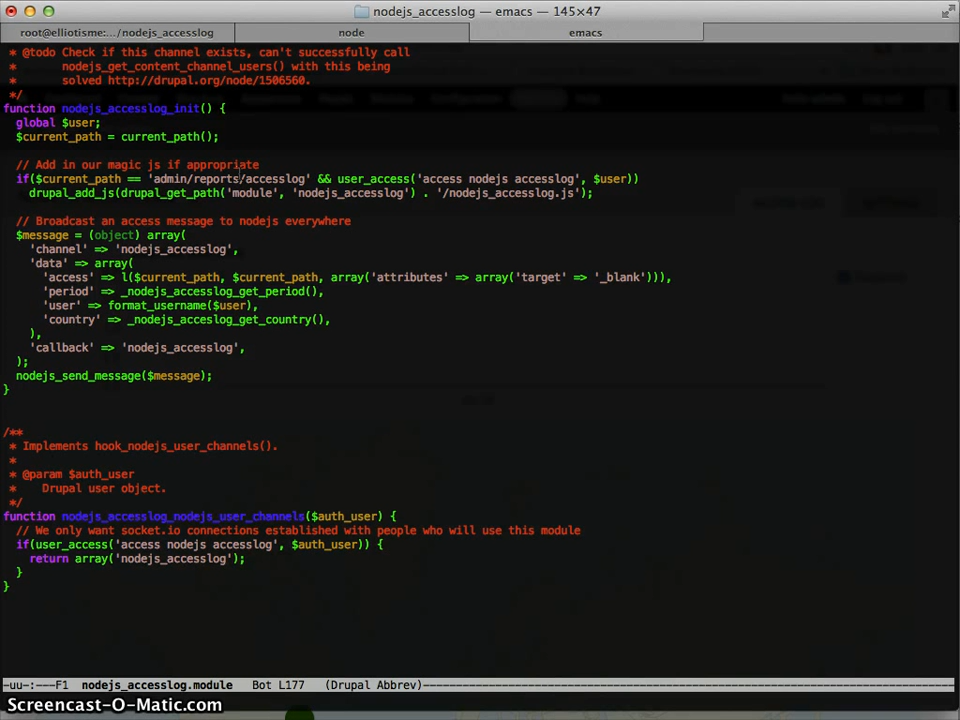 nodejs_accesslog — emacs — 145×47
root@elliotisme:.../nodejs_accesslog
node
emacs
* @todo Check if this channel exists, can't successfully call
* nodejs_get_content_channel_users() with this being
* solved http://drupal.org/node/1506560.
*/
function nodejs_accesslog_init() {
global $user;
$current_path = current_path();
// Add in our magic js if appropriate
if($current_path == 'admin/reports/accesslog' && user_access('access nodejs accesslog', $user))
drupal_add_js(drupal_get_path('module', 'nodejs_accesslog') . '/nodejs_accesslog.js');
// Broadcast an access message to nodejs everywhere
$message = (object) array(
'channel' => 'nodejs_accesslog',
'data' => array(
'access' => l($current_path, $current_path, array('attributes' => array('target' => '_blank'))),
'period' => _nodejs_accesslog_get_period(),
'user' => format_username($user),
'country' => _nodejs_acceslog_get_country(),
),
'callback' => 'nodejs_accesslog',
);
nodejs_send_message($message);
}
/**
* Implements hook_nodejs_user_channels().
*
* @param $auth_user
* Drupal user object.
*/
function nodejs_accesslog_nodejs_user_channels($auth_user) {
// We only want socket.io connections established with people who will use this module
if(user_access('access nodejs accesslog', $auth_user)) {
return array('nodejs_accesslog');
}
}
-uu-:---F1 nodejs_accesslog.module Bot L177 (Drupal Abbrev)----------------------------------------
Screencast-O-Matic.com